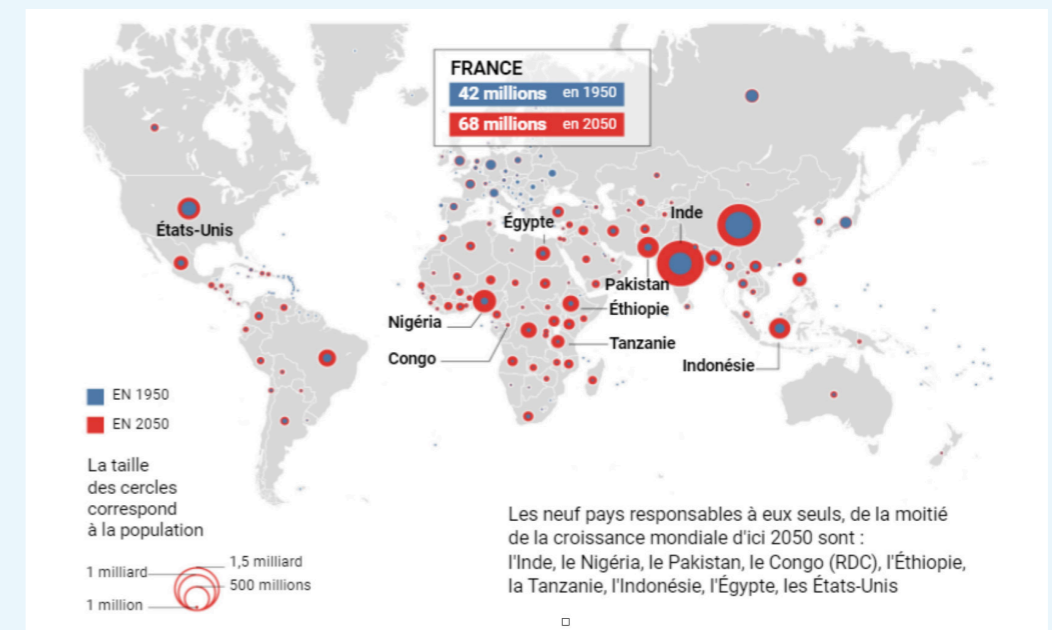 FRANCE
42 millions en 1950
68 millions en 2050
États-Unis
Égypte
Inde
Pakistan
Éthiopie
Nigéria
Tanzanie
Congo
Indonésie
EN 1950
EN 2050
La taille
des cercles
correspond
à la population
1,5 milliard
1 milliard
500 millions
1 million
Les neuf pays responsables à eux seuls, de la moitié
de la croissance mondiale d'ici 2050 sont :
l'Inde, le Nigéria, le Pakistan, le Congo (RDC), l'Éthiopie,
la Tanzanie, l'Indonésie, l'Égypte, les États-Unis